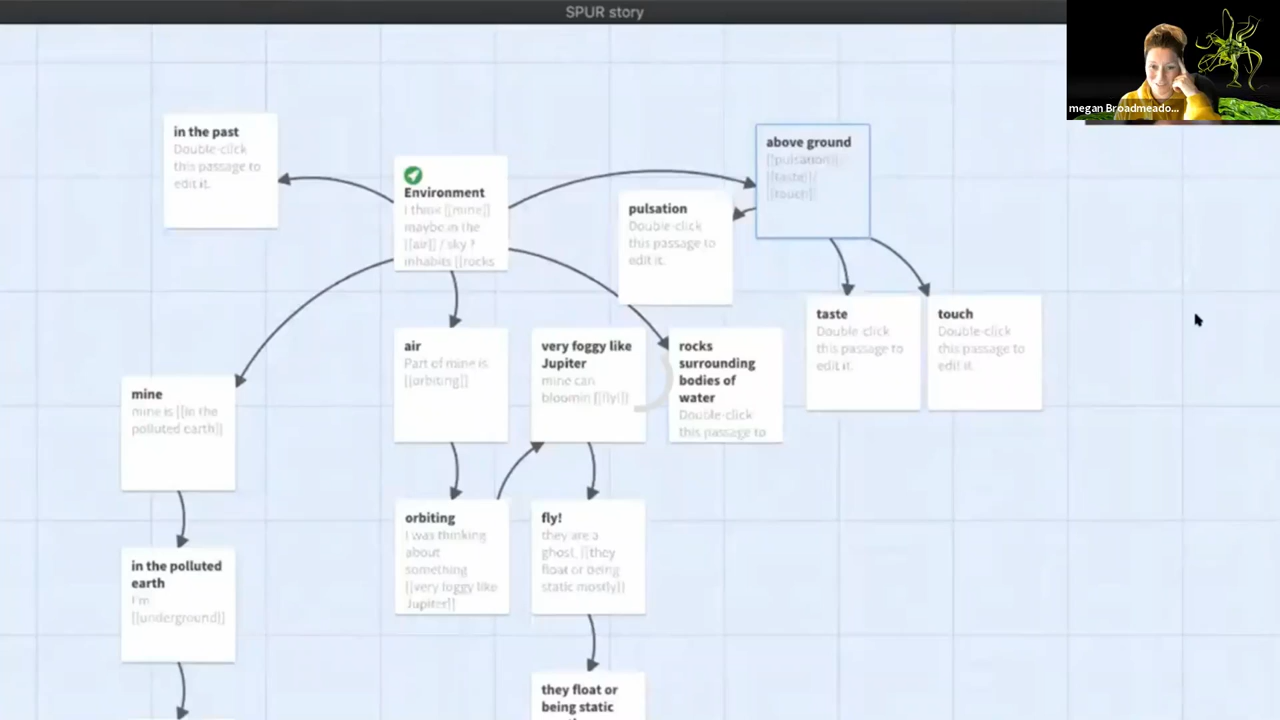 SPUR story
megan Broadmeado...
in the past
Double-click
this passage to
edit it.
Environment
I think [[mine]]
maybe in the
[[air]] / sky ?
inhabits [[rocks
above ground
[[pulsation]]
[[taste]]/
[[touch]]
pulsation
Double-click
this passage to
edit it.
taste
Double-click
this passage to
edit it.
touch
Double-click
this passage to
edit it.
air
Part of mine is
[[orbiting]]
very foggy like
Jupiter
mine can
bloomin [[fly!]]
rocks
surrounding
bodies of
water
Double-click
this passage to
mine
mine is [[in the
polluted earth]]
orbiting
I was thinking
about
something
[[very foggy like
Jupiter]]
fly!
they are a
ghost, [[they
float or being
static mostly]]
in the polluted
earth
I'm
[[underground]]
they float or
being static